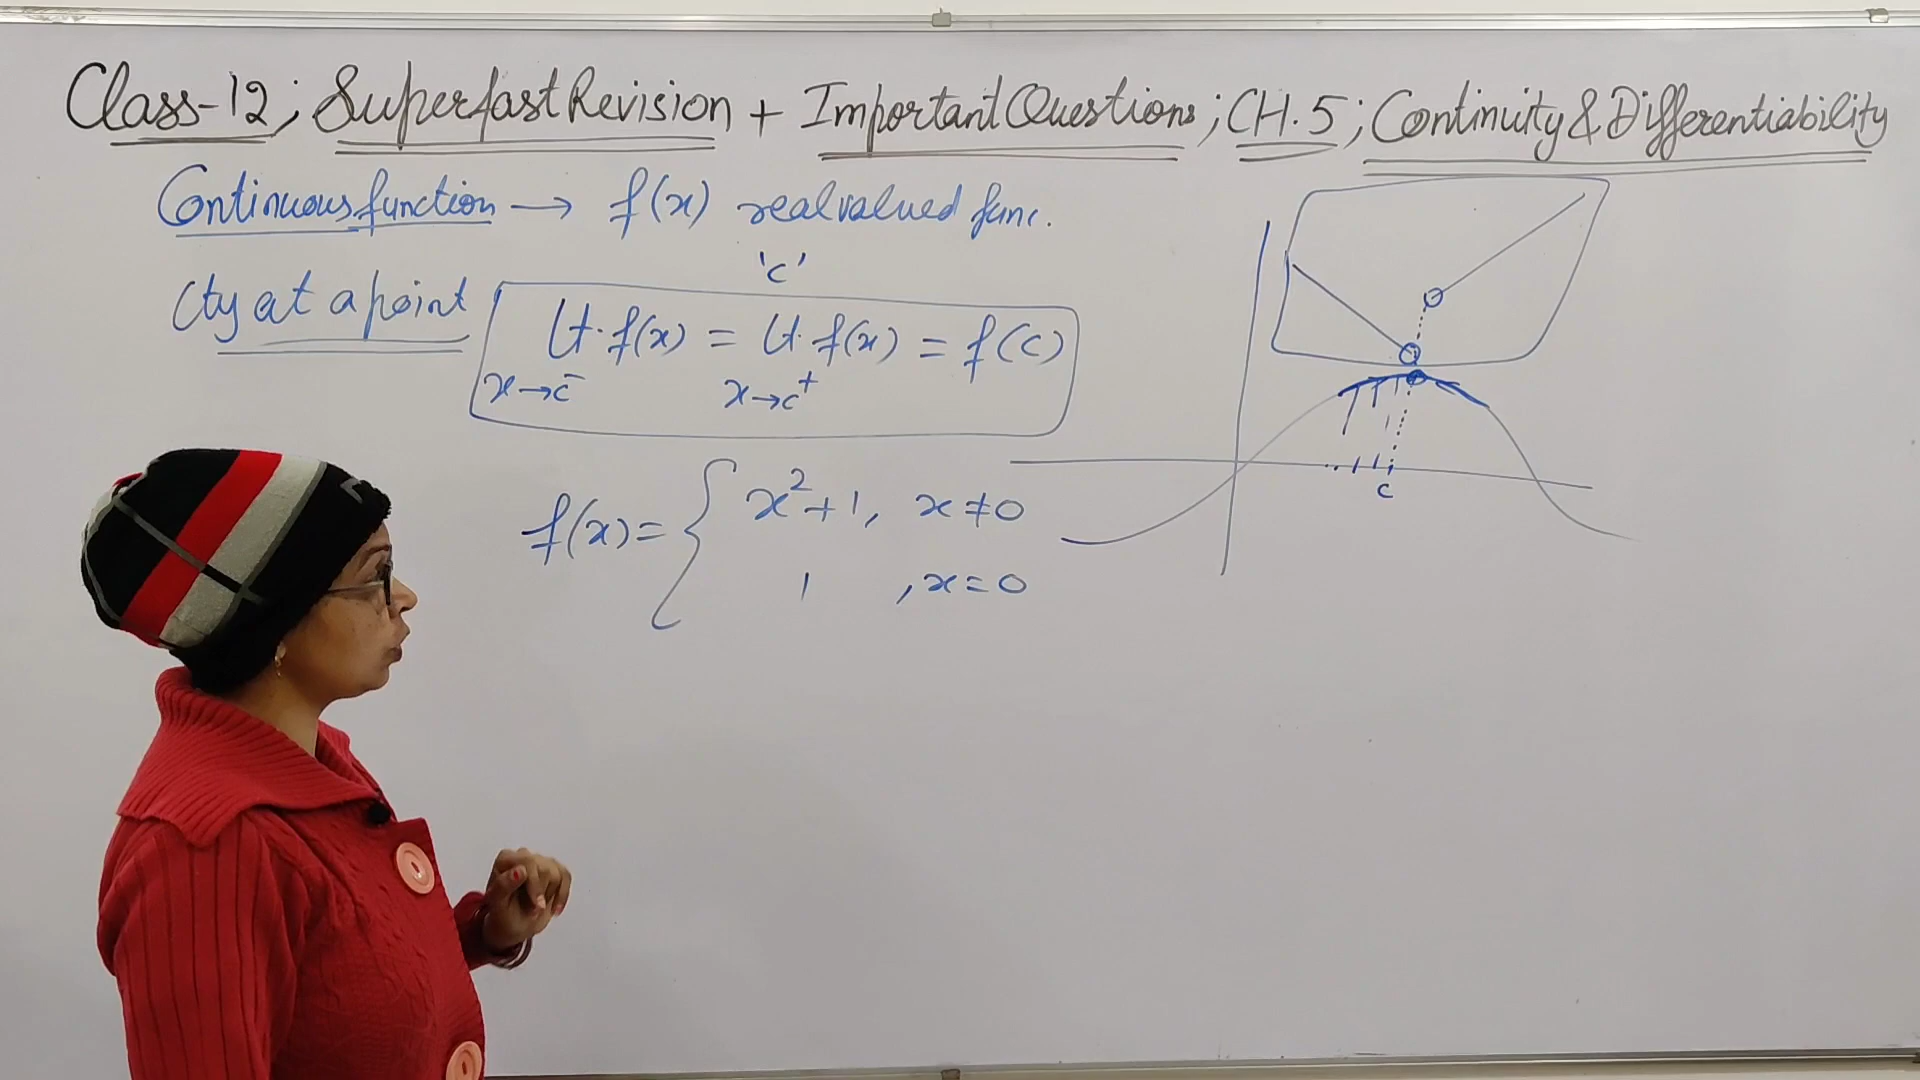 Class-12; Superfast Revision + Important Questions; CH.5; Continuity & Differentiability
Continuous function → f(x) real valued func.
'c'
Cty at a point
Lt. f(x) = Lt. f(x) = f(c)
x→c⁻ x→c⁺
f(x) = { x²+1, x≠0
1 , x=0
c